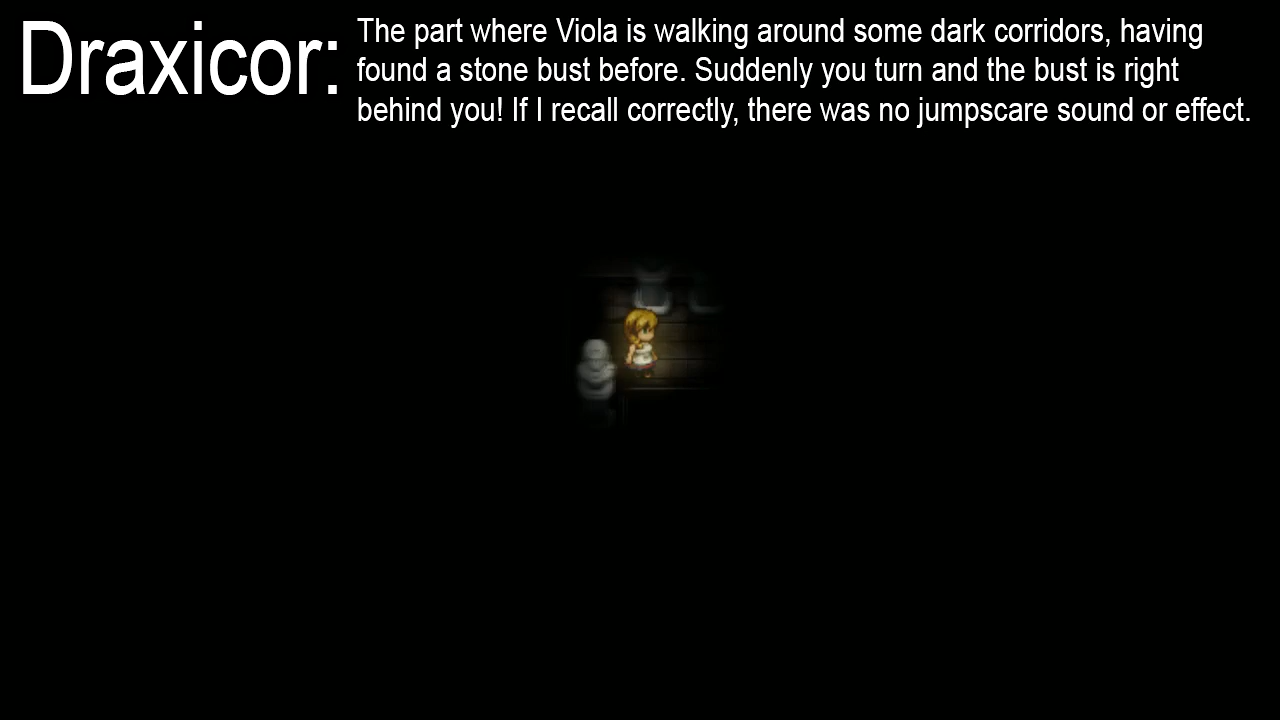 Draxicor:
The part where Viola is walking around some dark corridors, having
found a stone bust before. Suddenly you turn and the bust is right
behind you! If I recall correctly, there was no jumpscare sound or effect.